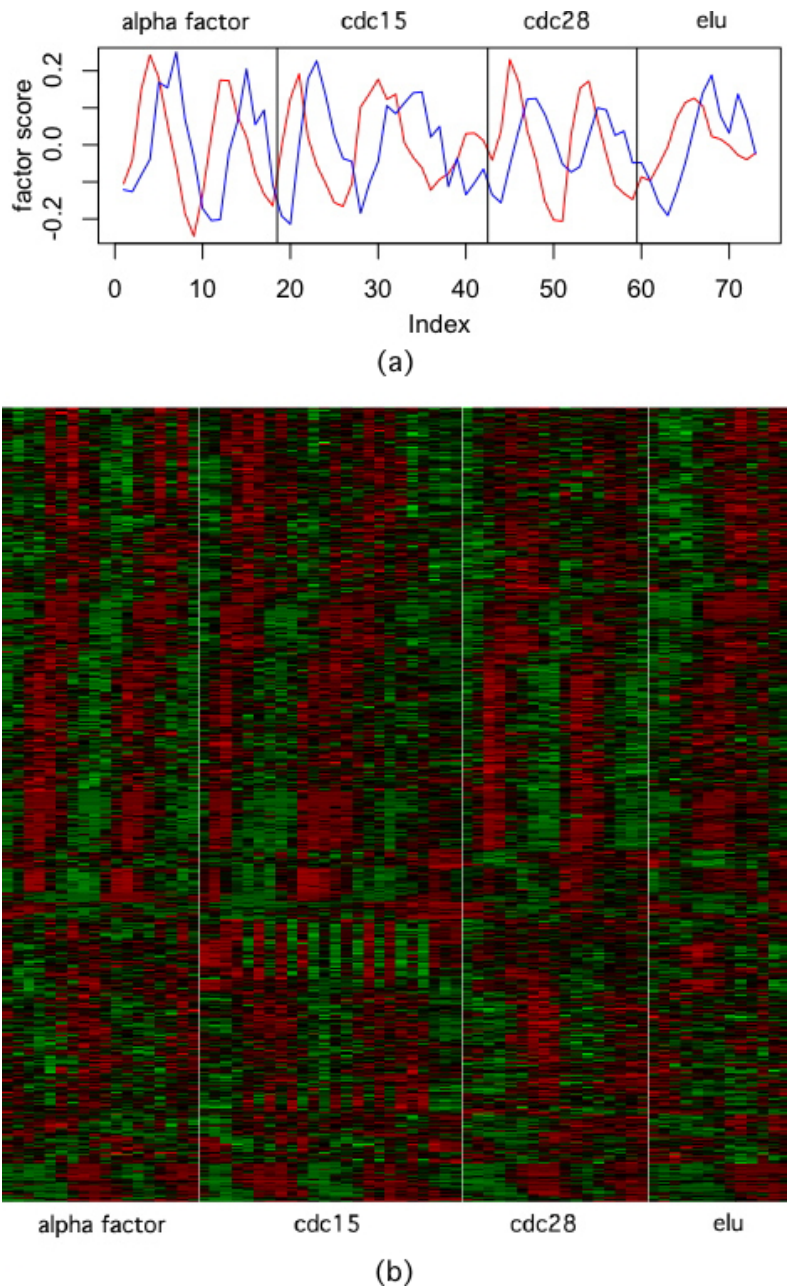 alpha factor cdc15 cdc28 elu
factor score
0.2
0.0
-0.2
0 10 20 30 40 50 60 70
Index
(a)
alpha factor cdc15 cdc28 elu
(b)